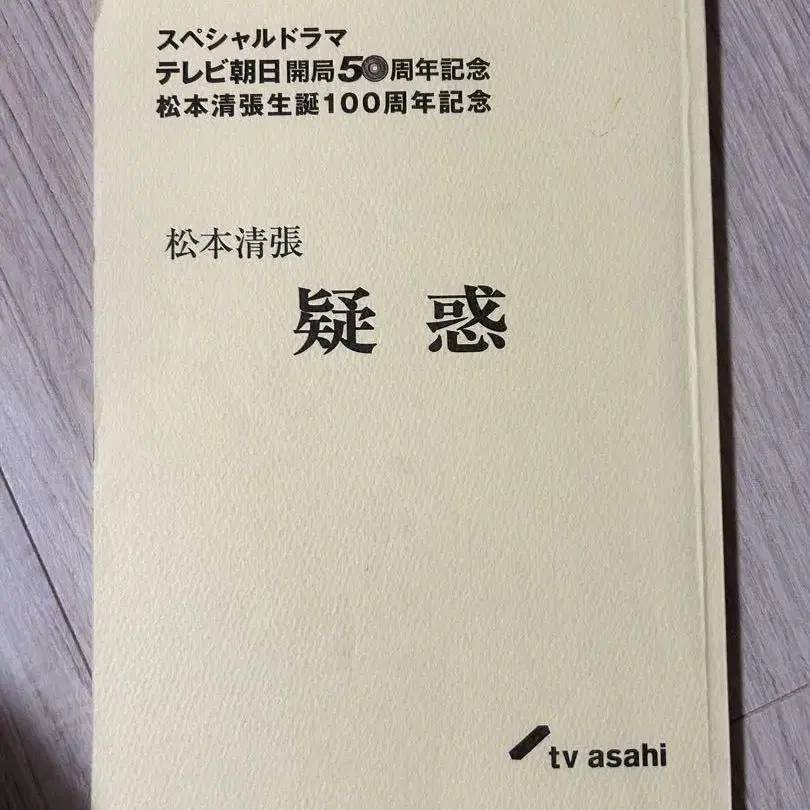 スペシャルドラマ
テレビ朝日開局50周年記念
松本清張生誕100周年記念
松本清張
疑惑
tv asahi